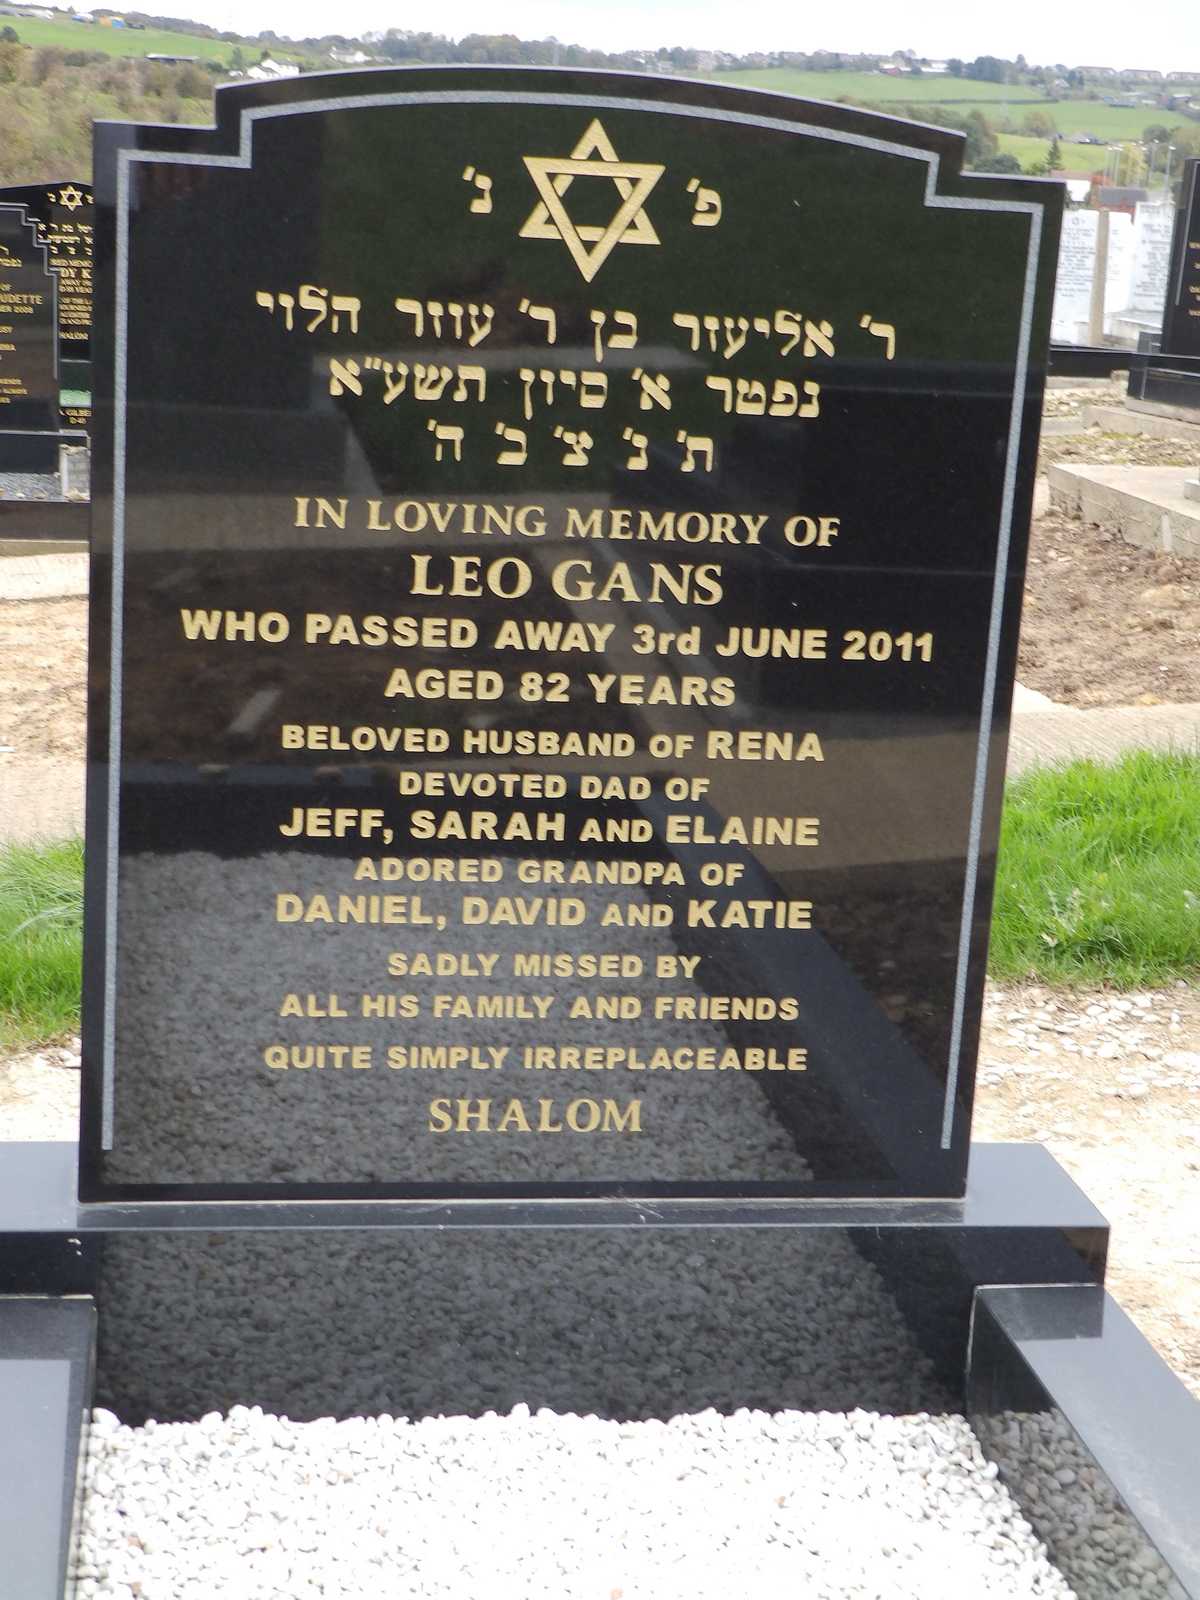 פ׳ נ׳
ר׳ אליעזר בן ר׳ עוזר הלוי
נפטר א׳ סיון תשע״א
ת׳ נ׳ צ׳ ב׳ ה׳
IN LOVING MEMORY OF
LEO GANS
WHO PASSED AWAY 3rd JUNE 2011
AGED 82 YEARS
BELOVED HUSBAND OF RENA
DEVOTED DAD OF
JEFF, SARAH AND ELAINE
ADORED GRANDPA OF
DANIEL, DAVID AND KATIE
SADLY MISSED BY
ALL HIS FAMILY AND FRIENDS
QUITE SIMPLY IRREPLACEABLE
SHALOM